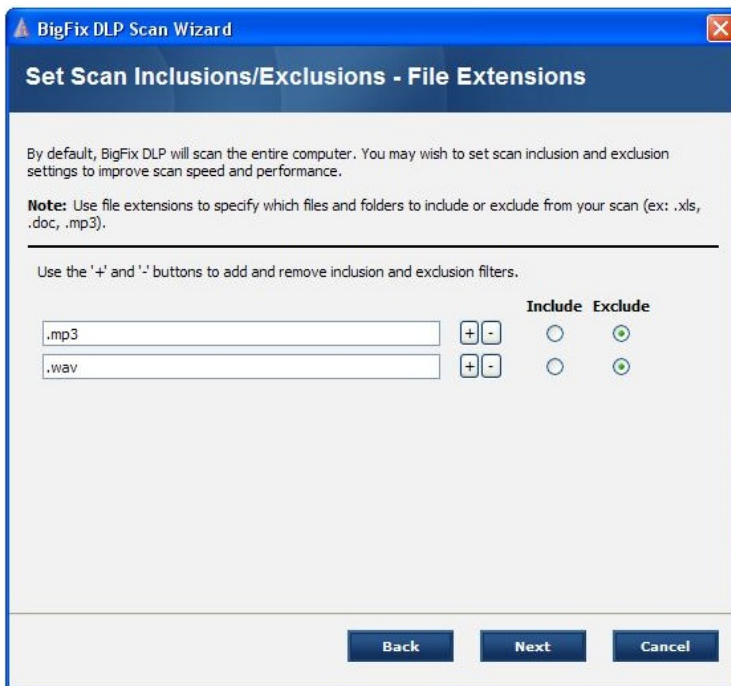 BigFix DLP Scan Wizard
Set Scan Inclusions/Exclusions - File Extensions
By default, BigFix DLP will scan the entire computer. You may wish to set scan inclusion and exclusion
settings to improve scan speed and performance.
Note: Use file extensions to specify which files and folders to include or exclude from your scan (ex: .xls,
.doc, .mp3).
Use the '+' and '-' buttons to add and remove inclusion and exclusion filters.
Include Exclude
.mp3 + -
.wav + -
Back Next Cancel